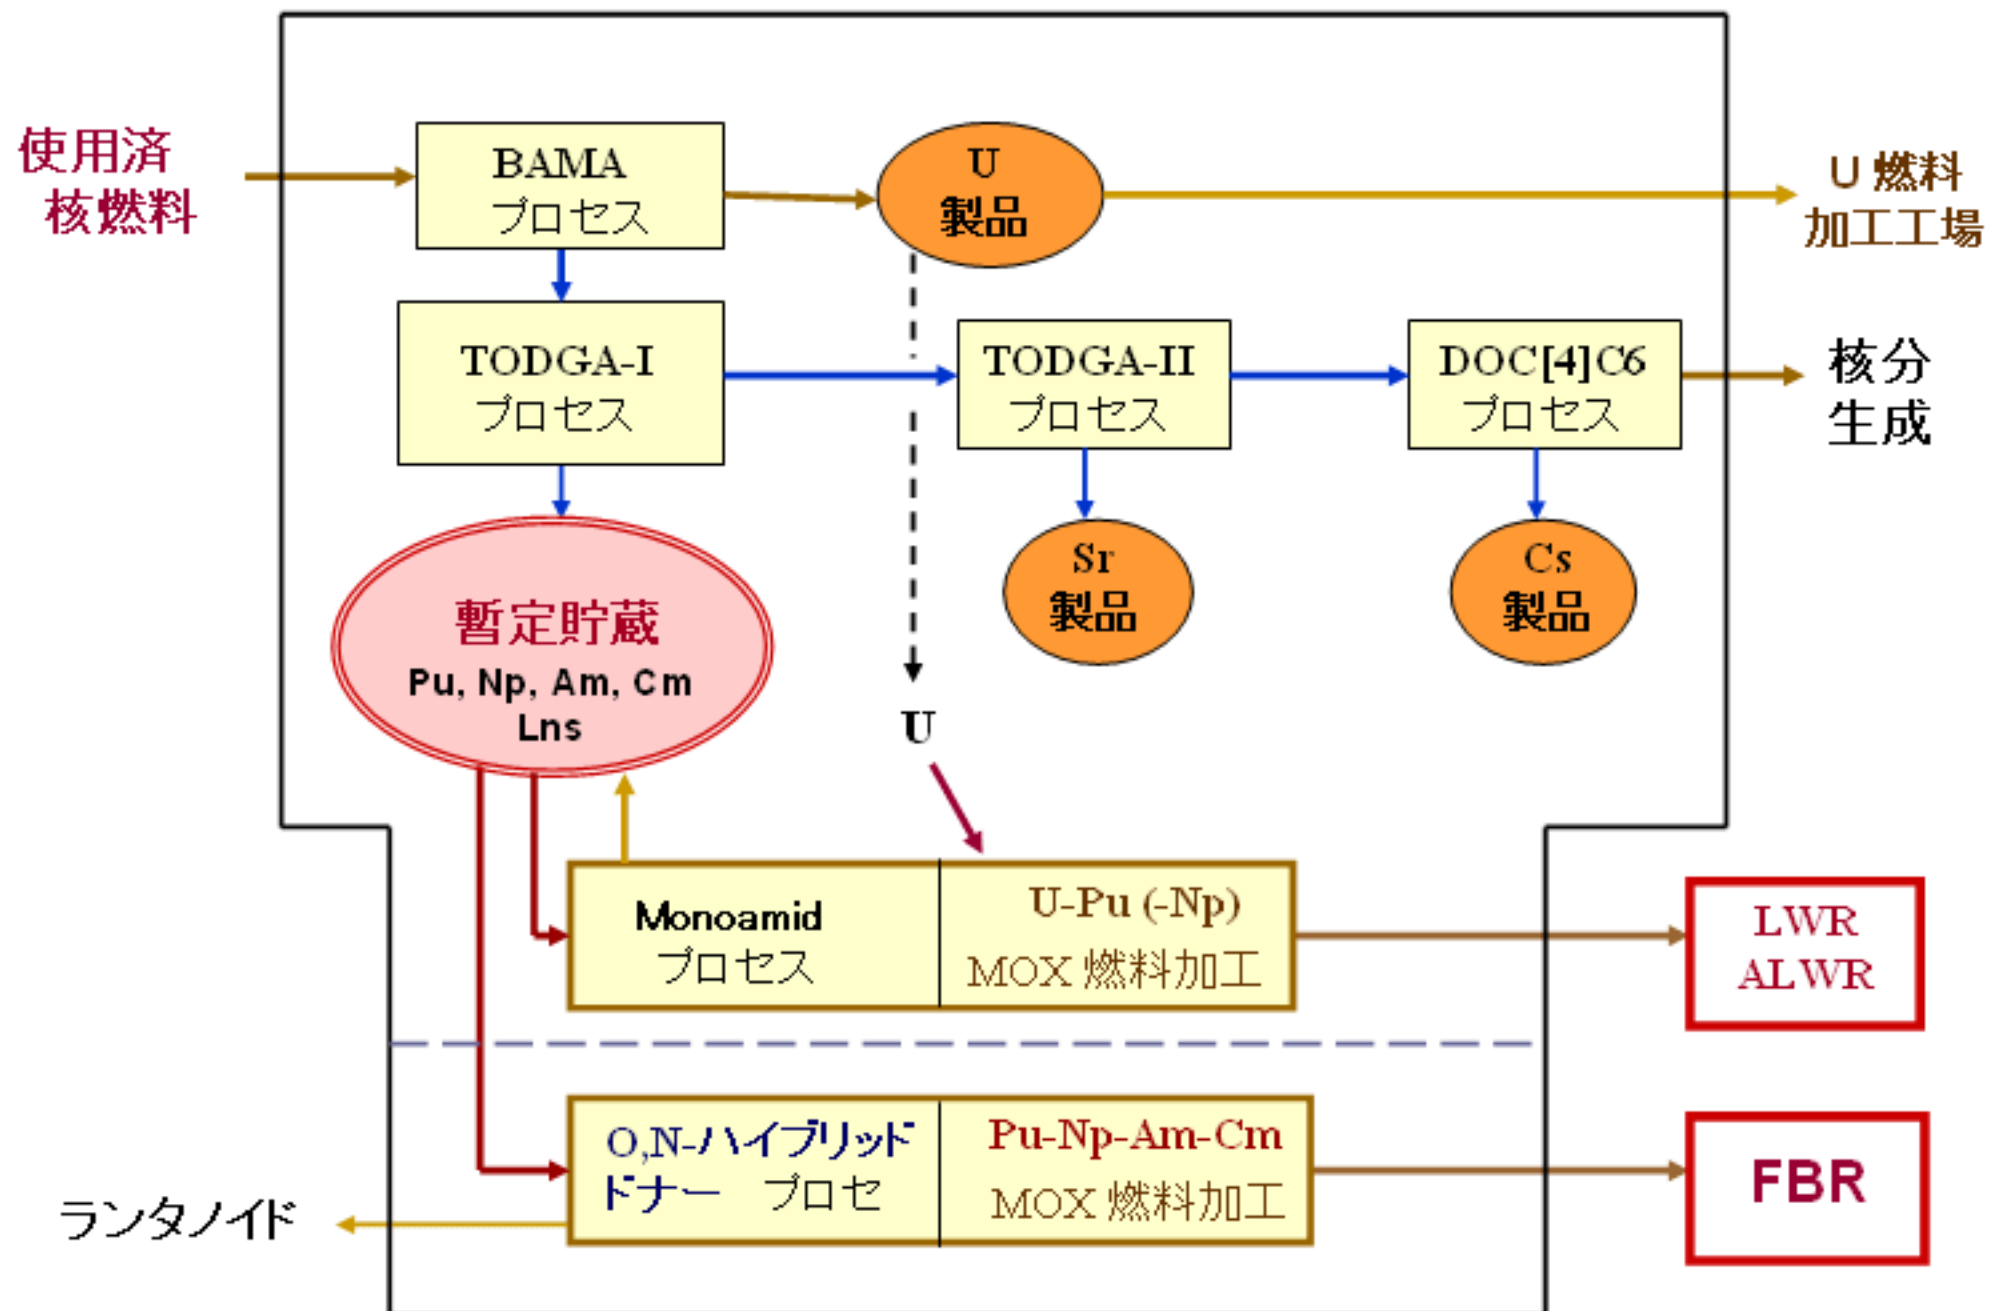 使用済
核燃料
BAMA
プロセス
U
製品
U 燃料
加工工場
TODGA-I
プロセス
TODGA-II
プロセス
DOC[4]C6
プロセス
核分
生成
暫定貯蔵
Pu, Np, Am, Cm
Lns
Sr
製品
Cs
製品
U
Monoamid
プロセス
U-Pu (-Np)
MOX 燃料加工
LWR
ALWR
O,N-ハイブリッド
ドナー プロセ
Pu-Np-Am-Cm
MOX 燃料加工
FBR
ランタノイド